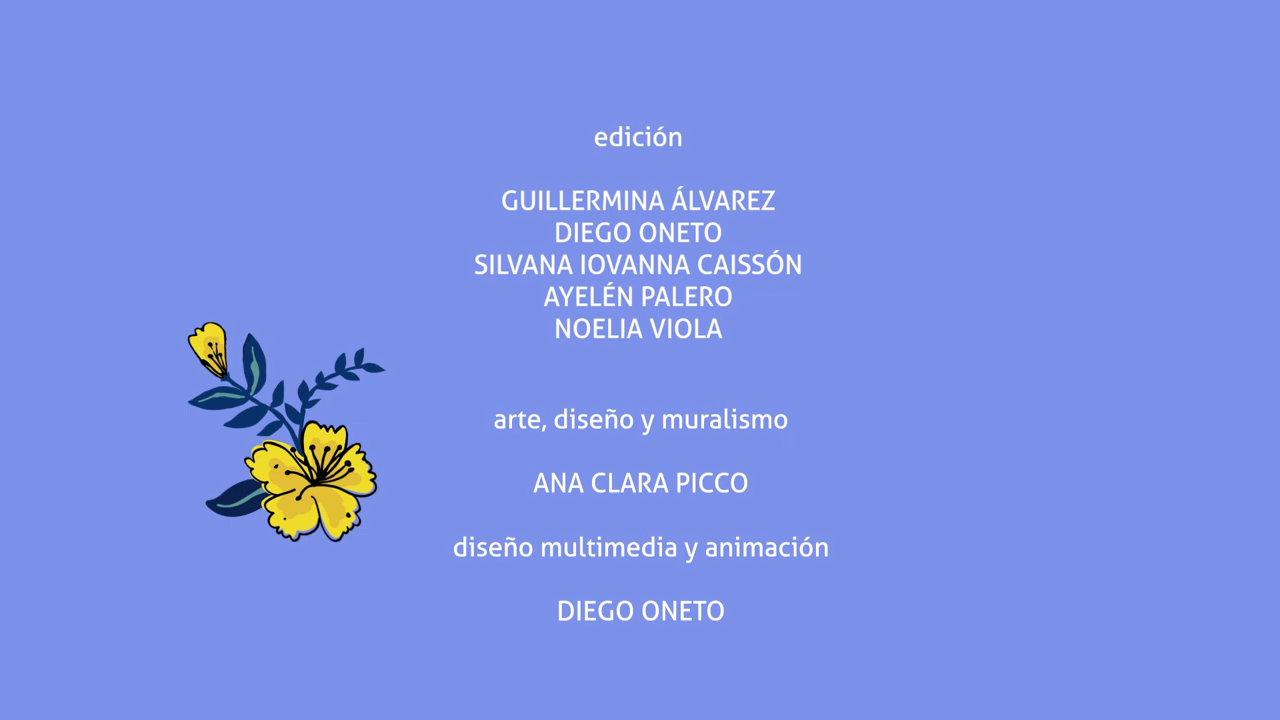 edición
GUILLERMINA ÁLVAREZ
DIEGO ONETO
SILVANA IOVANNA CAISSÓN
AYELÉN PALERO
NOELIA VIOLA
arte, diseño y muralismo
ANA CLARA PICCO
diseño multimedia y animación
DIEGO ONETO